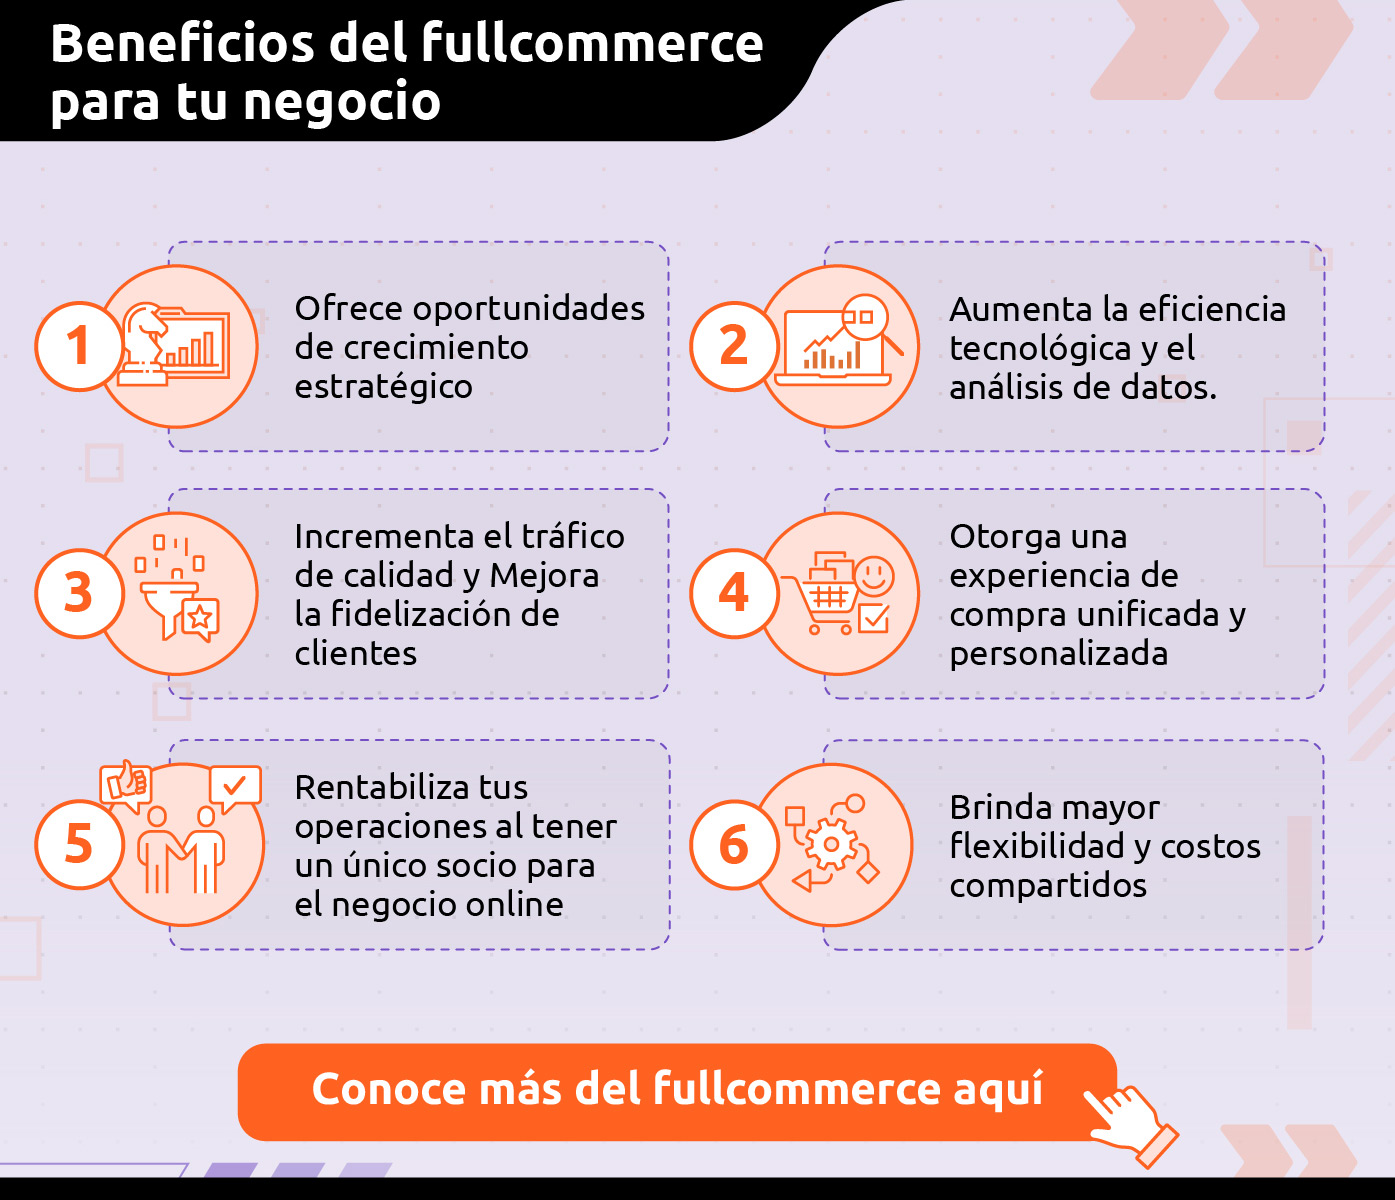 Beneficios del fullcommerce
para tu negocio
1
Ofrece oportunidades
de crecimiento
estratégico
2
Aumenta la eficiencia
tecnológica y el
análisis de datos.
3
Incrementa el tráfico
de calidad y Mejora
la fidelización de
clientes
4
Otorga una
experiencia de
compra unificada y
personalizada
5
Rentabiliza tus
operaciones al tener
un único socio para
el negocio online
6
Brinda mayor
flexibilidad y costos
compartidos
Conoce más del fullcommerce aquí